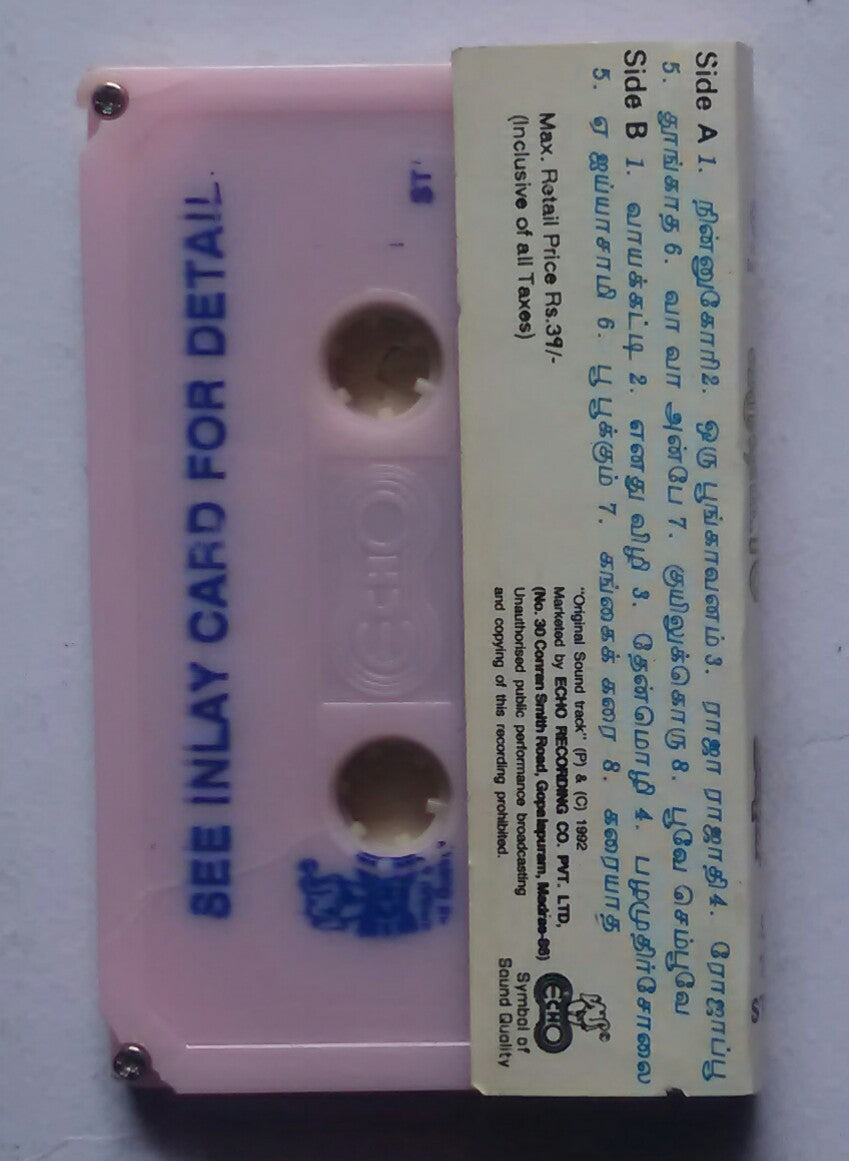 Side A 1. நின்னுகோரி 2. ஒரு பூங்காவனம் 3. ராஜா ராஜாதி 4. ரோஜாப்பூ
5. தூங்காத 6. வா வா அன்பே 7. குயிலுக்கொரு 8. பூவே செம்பூவே
Side B 1. வாயக்கட்டி 2. எனது விழி 3. தேன்மொழி 4. பழமுதிர்சோலை
5. ஏ ஐய்யாசாமி 6. பூ பூக்கும் 7. கங்கைக் கரை 8. கரையாத
Max. Retail Price Rs.39/-
(Inclusive of all Taxes)
"Original Sound track" (P) & (C) 1992
Marketed by ECHO RECORDING CO. PVT. LTD,
(No. 30 Conran Smith Road, Gopalapuram, Madras-86)
Unauthorised public performance broadcasting
and copying of this recording prohibited.
ECHO
Symbol of
Sound Quality
ST.
ECHO
SEE INLAY CARD FOR DETAIL